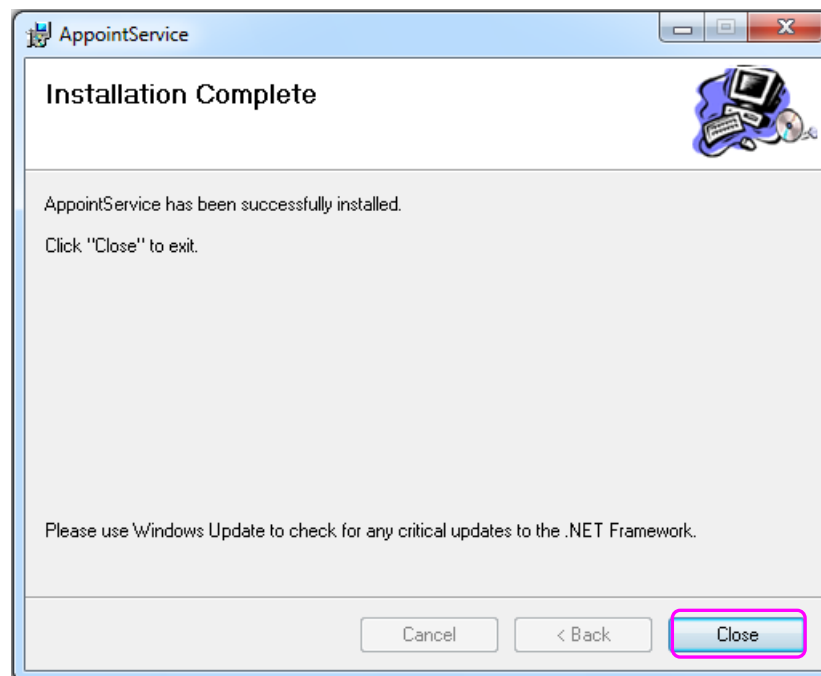 AppointService
Installation Complete
AppointService has been successfully installed.
Click "Close" to exit.
Please use Windows Update to check for any critical updates to the .NET Framework.
Cancel
< Back
Close